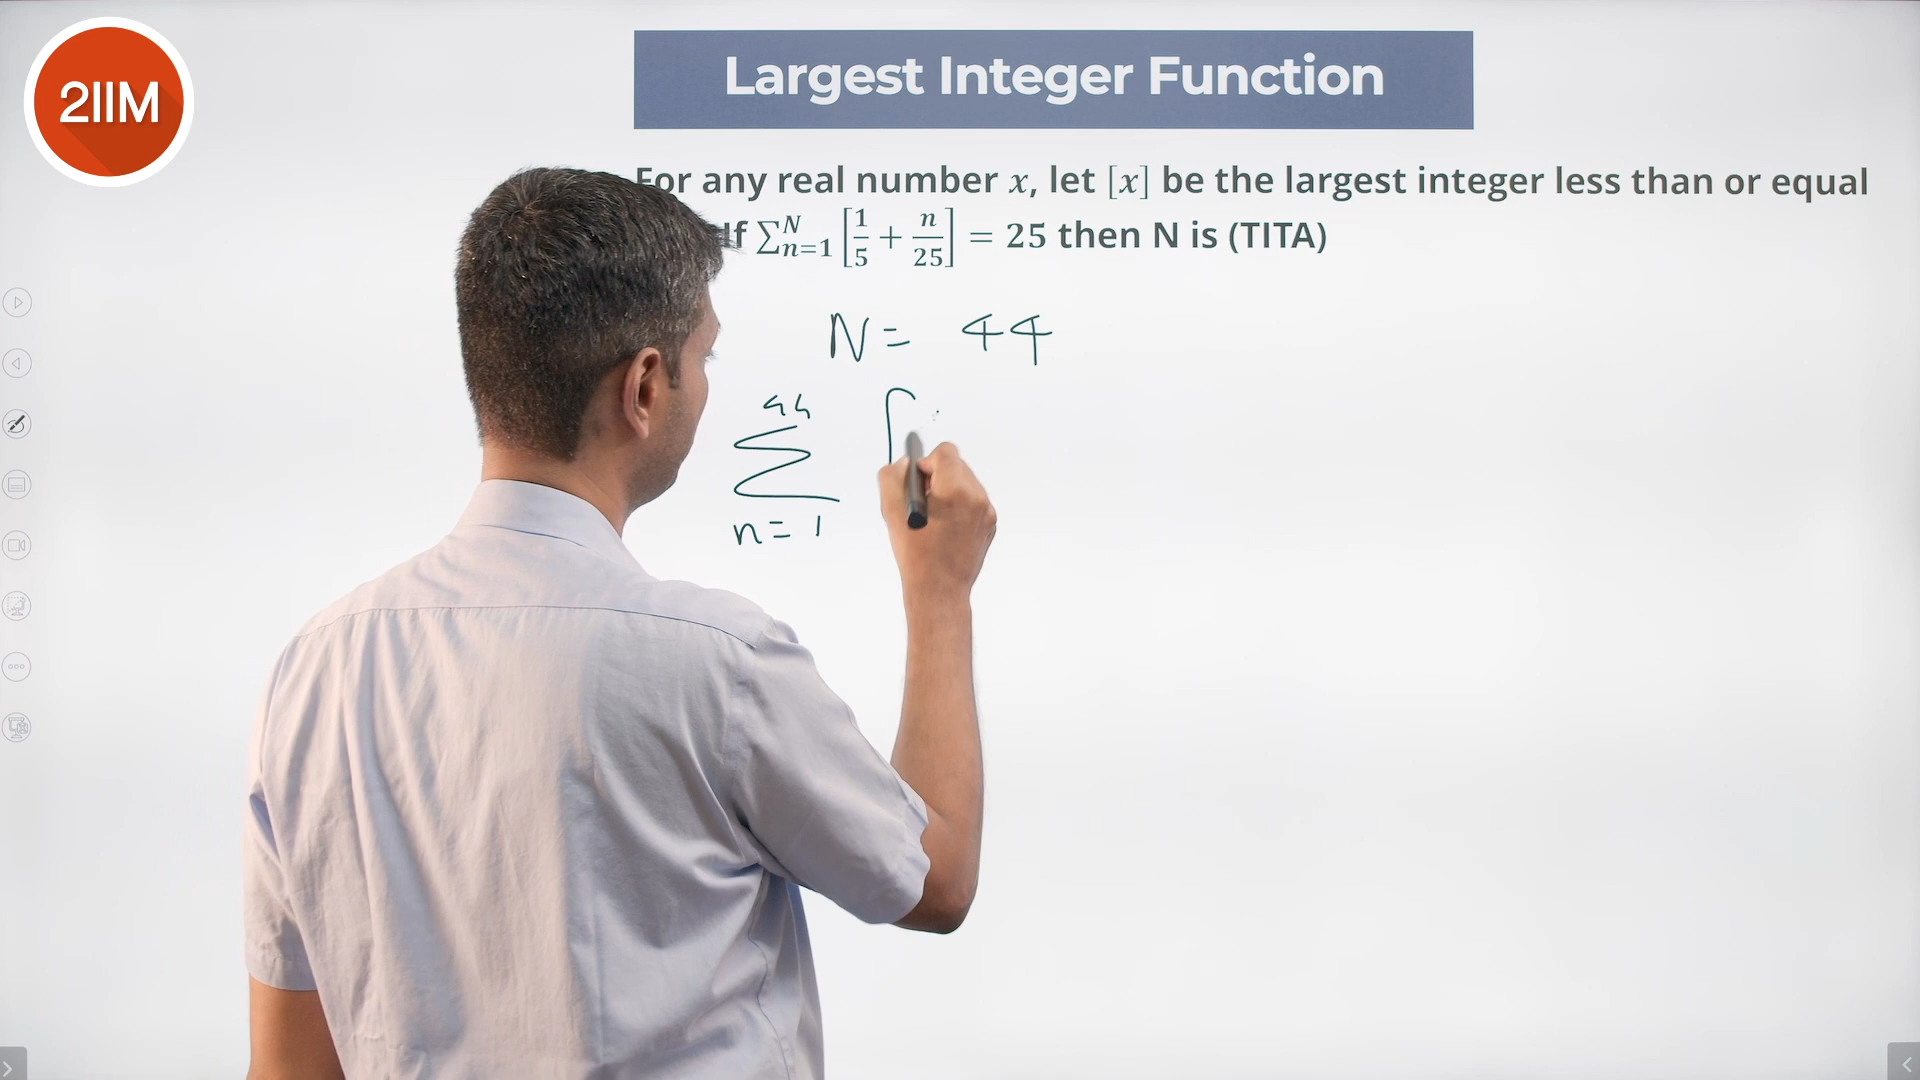 2IIM
Largest Integer Function
For any real number x, let [x] be the largest integer less than or equal
If ∑ₙ₌₁ᴺ [1/5 + n/25] = 25 then N is (TITA)
N = 44
44
∑ [
n = 1